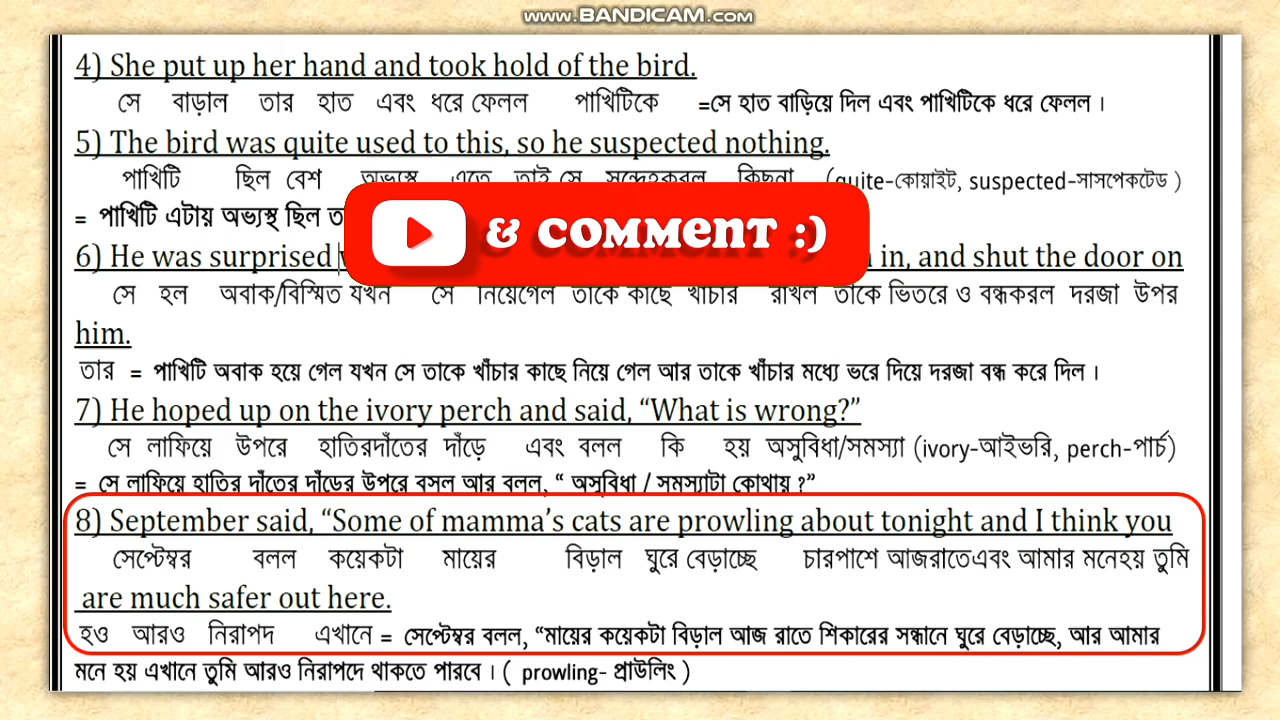 WWW.BANDICAM.COM
4) She put up her hand and took hold of the bird.
সে বাড়াল তার হাত এবং ধরে ফেলল পাখিটিকে =সে হাত বাড়িয়ে দিল এবং পাখিটিকে ধরে ফেলল ।
5) The bird was quite used to this, so he suspected nothing.
পাখিটি ছিল বেশ অভ্যস্ত এতে তাই সে সন্দেহকরল কিছুনা (quite-কোয়াইট, suspected-সাসপেকটেড )
= পাখিটি এটায় অভ্যস্থ ছিল
& COMMENT :)
6) He was surprised in, and shut the door on
সে হল অবাক/বিস্মিত যখন সে নিয়েগেল তাকে কাছে খাঁচার রাখল তাকে ভিতরে ও বন্ধকরল দরজা উপর
him.
তার = পাখিটি অবাক হয়ে গেল যখন সে তাকে খাঁচার কাছে নিয়ে গেল আর তাকে খাঁচার মধ্যে ভরে দিয়ে দরজা বন্ধ করে দিল ।
7) He hoped up on the ivory perch and said, “What is wrong?”
সে লাফিয়ে উপরে হাতিরদাঁতের দাঁড়ে এবং বলল কি হয় অসুবিধা/সমস্যা (ivory-আইভরি, perch-পার্চ)
= সে লাফিয়ে হাতির দাঁতের দাঁড়ের উপরে বসল আর বলল, “ অসুবিধা / সমস্যাটা কোথায় ?”
8) September said, “Some of mamma’s cats are prowling about tonight and I think you
সেপ্টেম্বর বলল কয়েকটা মায়ের বিড়াল ঘুরে বেড়াচ্ছে চারপাশে আজরাতেএবং আমার মনেহয় তুমি
are much safer out here.
হও আরও নিরাপদ এখানে = সেপ্টেম্বর বলল, “মায়ের কয়েকটা বিড়াল আজ রাতে শিকারের সন্ধানে ঘুরে বেড়াচ্ছে, আর আমার
মনে হয় এখানে তুমি আরও নিরাপদে থাকতে পারবে । ( prowling- প্রাউলিং )